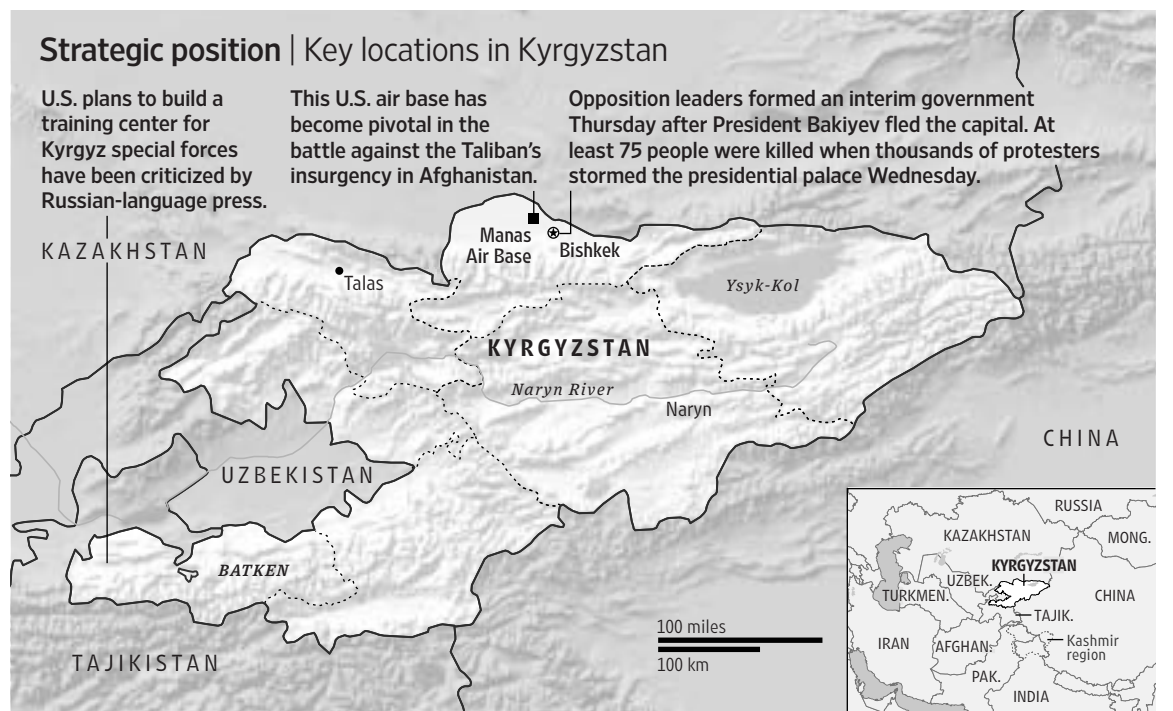 Strategic position | Key locations in Kyrgyzstan
U.S. plans to build a
training center for
Kyrgyz special forces
have been criticized by
Russian-language press.
This U.S. air base has
become pivotal in the
battle against the Taliban's
insurgency in Afghanistan.
Opposition leaders formed an interim government
Thursday after President Bakiyev fled the capital. At
least 75 people were killed when thousands of protesters
stormed the presidential palace Wednesday.
KAZAKHSTAN
Manas
Air Base
Bishkek
Talas
Ysyk-Kol
KYRGYZSTAN
Naryn River
Naryn
CHINA
UZBEKISTAN
BATKEN
TAJIKISTAN
100 miles
100 km
RUSSIA
KAZAKHSTAN
MONG.
KYRGYZSTAN
UZBEK.
TURKMEN.
CHINA
TAJIK.
IRAN
AFGHAN.
Kashmir
region
PAK.
INDIA